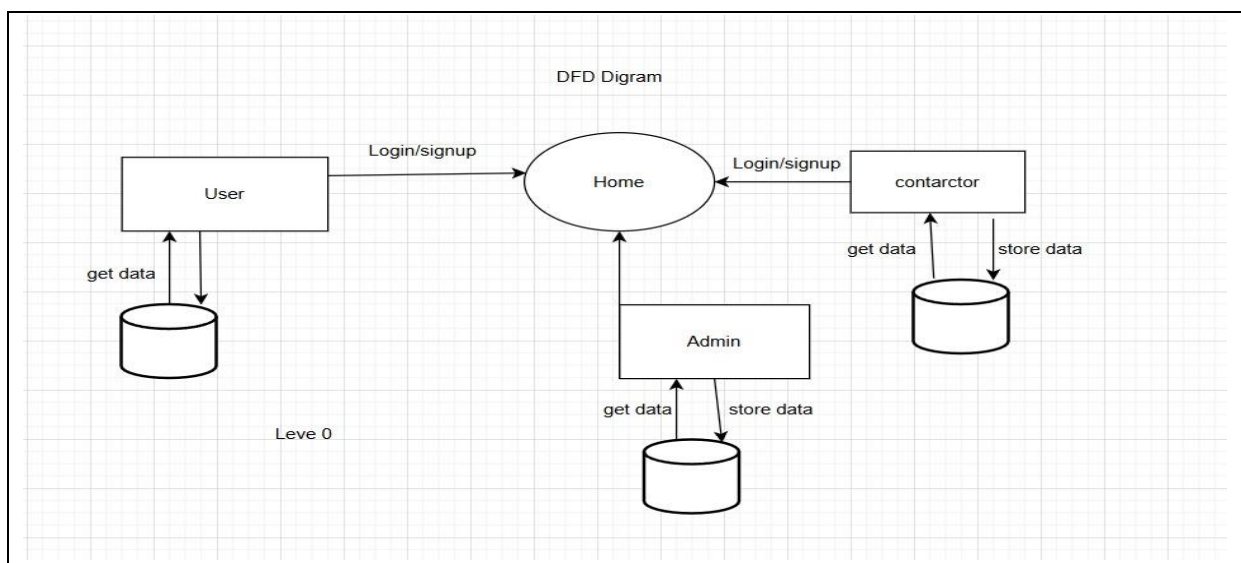 DFD Digram
Login/signup
Login/signup
User
Home
contarctor
get data
get data
store data
Admin
get data
store data
Leve 0